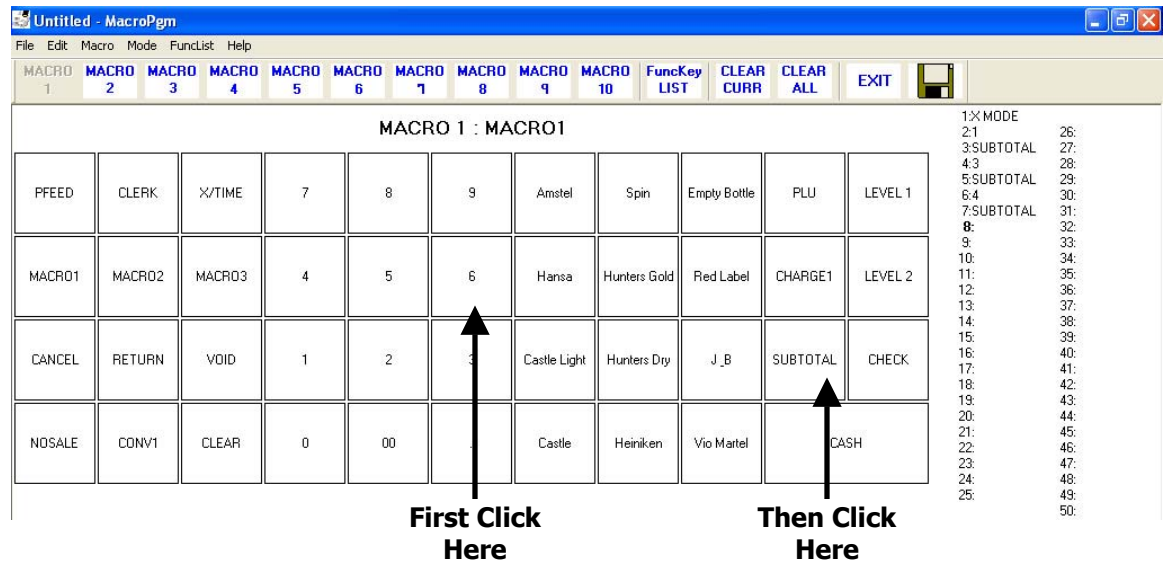 Untitled - MacroPgm
File Edit Macro Mode FuncList Help
MACRO 1 MACRO 2 MACRO 3 MACRO 4 MACRO 5 MACRO 6 MACRO 7 MACRO 8 MACRO 9 MACRO 10 FuncKey LIST CLEAR CURR CLEAR ALL EXIT
MACRO 1 : MACRO1
PFEED CLERK X/TIME 7 8 9 Amstel Spin Empty Bottle PLU LEVEL 1
MACRO1 MACRO2 MACRO3 4 5 6 Hansa Hunters Gold Red Label CHARGE1 LEVEL 2
CANCEL RETURN VOID 1 2 3 Castle Light Hunters Dry J_B SUBTOTAL CHECK
NOSALE CONV1 CLEAR 0 00 . Castle Heiniken Vio Martel CASH
1:X MODE
2:1
3:SUBTOTAL
4:3
5:SUBTOTAL
6:4
7:SUBTOTAL
8:
9:
10:
11:
12:
13:
14:
15:
16:
17:
18:
19:
20:
21:
22:
23:
24:
25:
26:
27:
28:
29:
30:
31:
32:
33:
34:
35:
36:
37:
38:
39:
40:
41:
42:
43:
44:
45:
46:
47:
48:
49:
50:
First Click
Here
Then Click
Here